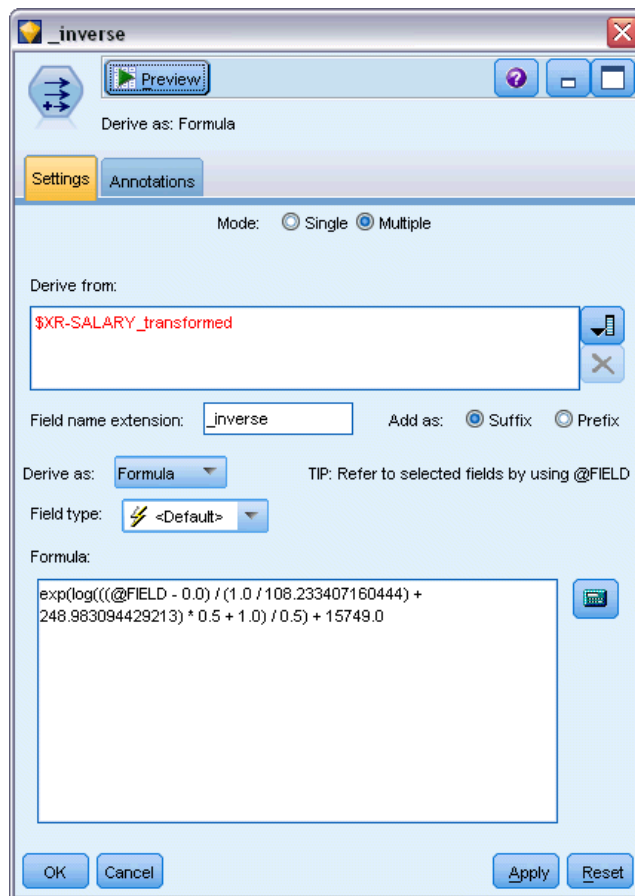 _inverse
Preview
Derive as: Formula
Settings Annotations
Mode: Single Multiple
Derive from:
$XR-SALARY_transformed
Field name extension: _inverse Add as: Suffix Prefix
Derive as: Formula TIP: Refer to selected fields by using @FIELD
Field type: <Default>
Formula:
exp(log(((@FIELD - 0.0) / (1.0 / 108.233407160444) +
248.983094429213) * 0.5 + 1.0) / 0.5) + 15749.0
OK Cancel Apply Reset